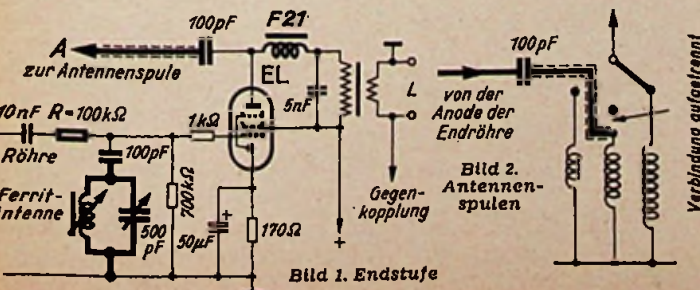 100pF
F21
A
zur Antennenspule
EL
5nF
L
10nF R=100kΩ
Röhre
1kΩ
100pF
Ferrit-
antenne
500
pF
700kΩ
50µF
+
170Ω
+
Gegen-
kopplung
Bild 1. Endstufe
100pF
von der
Anode der
Endröhre
Bild 2.
Antennen-
spulen
Verbindung aufgetrennt